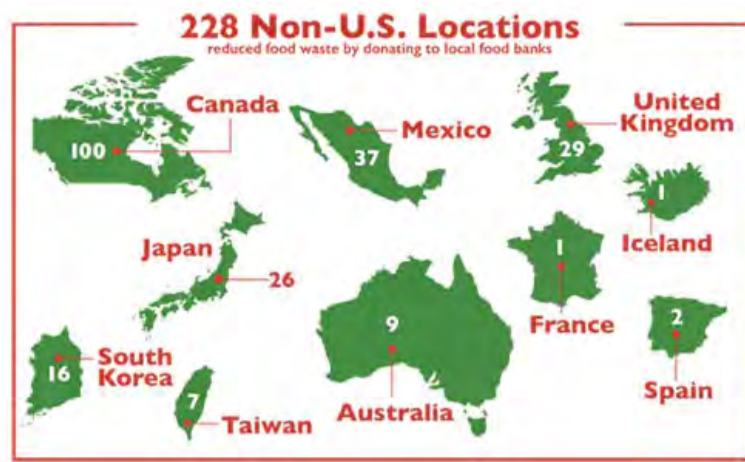 228 Non-U.S. Locations
reduced food waste by donating to local food banks
Canada
100
Mexico
37
United
Kingdom
29
1
Iceland
Japan
26
1
France
9
Australia
2
Spain
South
Korea
16
7
Taiwan